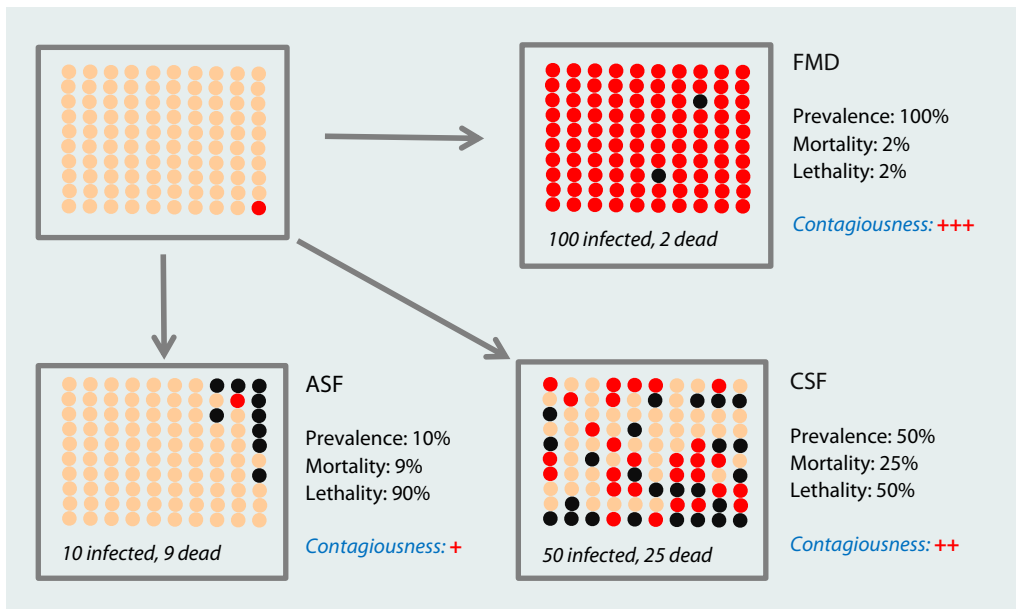 FMD
Prevalence: 100%
Mortality: 2%
Lethality: 2%
Contagiousness: +++
100 infected, 2 dead
ASF
Prevalence: 10%
Mortality: 9%
Lethality: 90%
Contagiousness: +
10 infected, 9 dead
CSF
Prevalence: 50%
Mortality: 25%
Lethality: 50%
Contagiousness: ++
50 infected, 25 dead